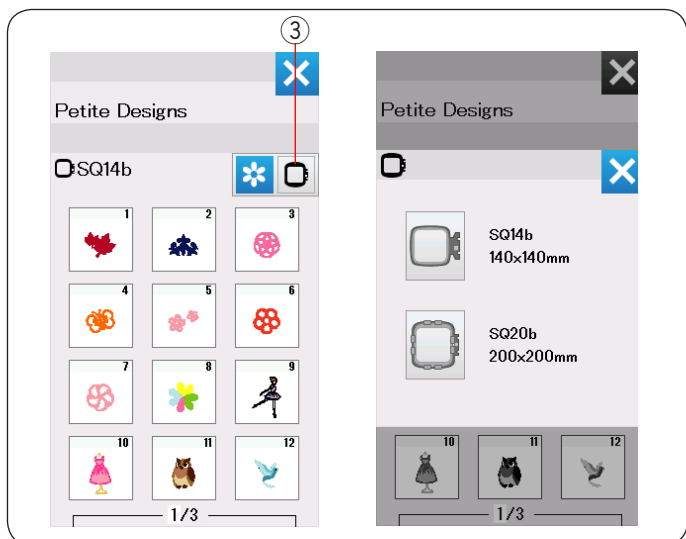 ③
Petite Designs
SQ14b
1
2
3
4
5
6
7
8
9
10
11
12
1/3
Petite Designs
SQ14b
140x140mm
SQ20b
200x200mm
10
11
12
1/3